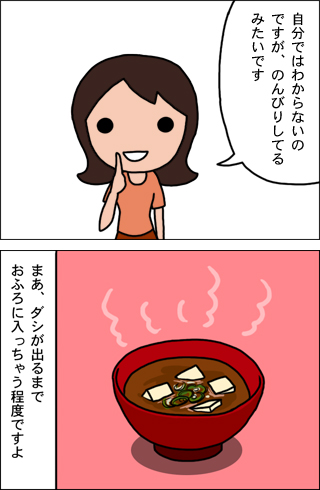 自分ではわからないの
ですが、のんびりしてる
みたいです
まあ、ダシが出るまで
おふろに入っちゃう程度ですよ